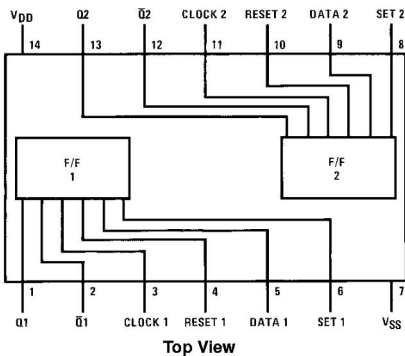 VDD Q2 Q̅2 CLOCK 2 RESET 2 DATA 2 SET 2
14 13 12 11 10 9 8
F/F
1
F/F
2
1 2 3 4 5 6 7
Q1 Q̅1 CLOCK 1 RESET 1 DATA 1 SET 1 VSS
Top View